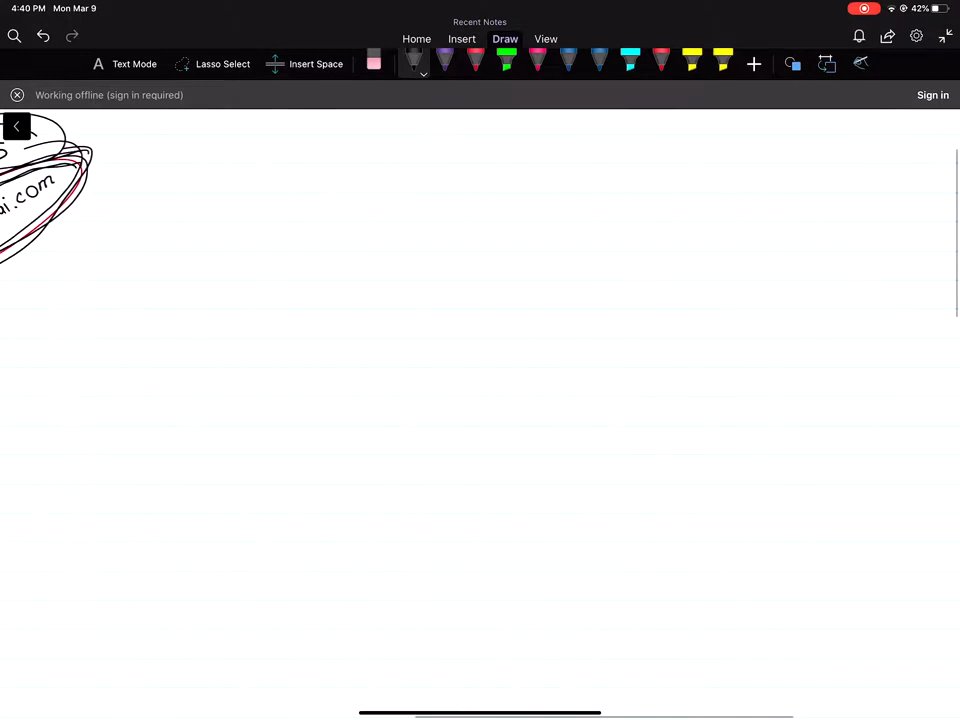 4:40 PM Mon Mar 9
42%
Recent Notes
Home Insert Draw View
Text Mode Lasso Select Insert Space
Working offline (sign in required)
Sign in
s
ai.com